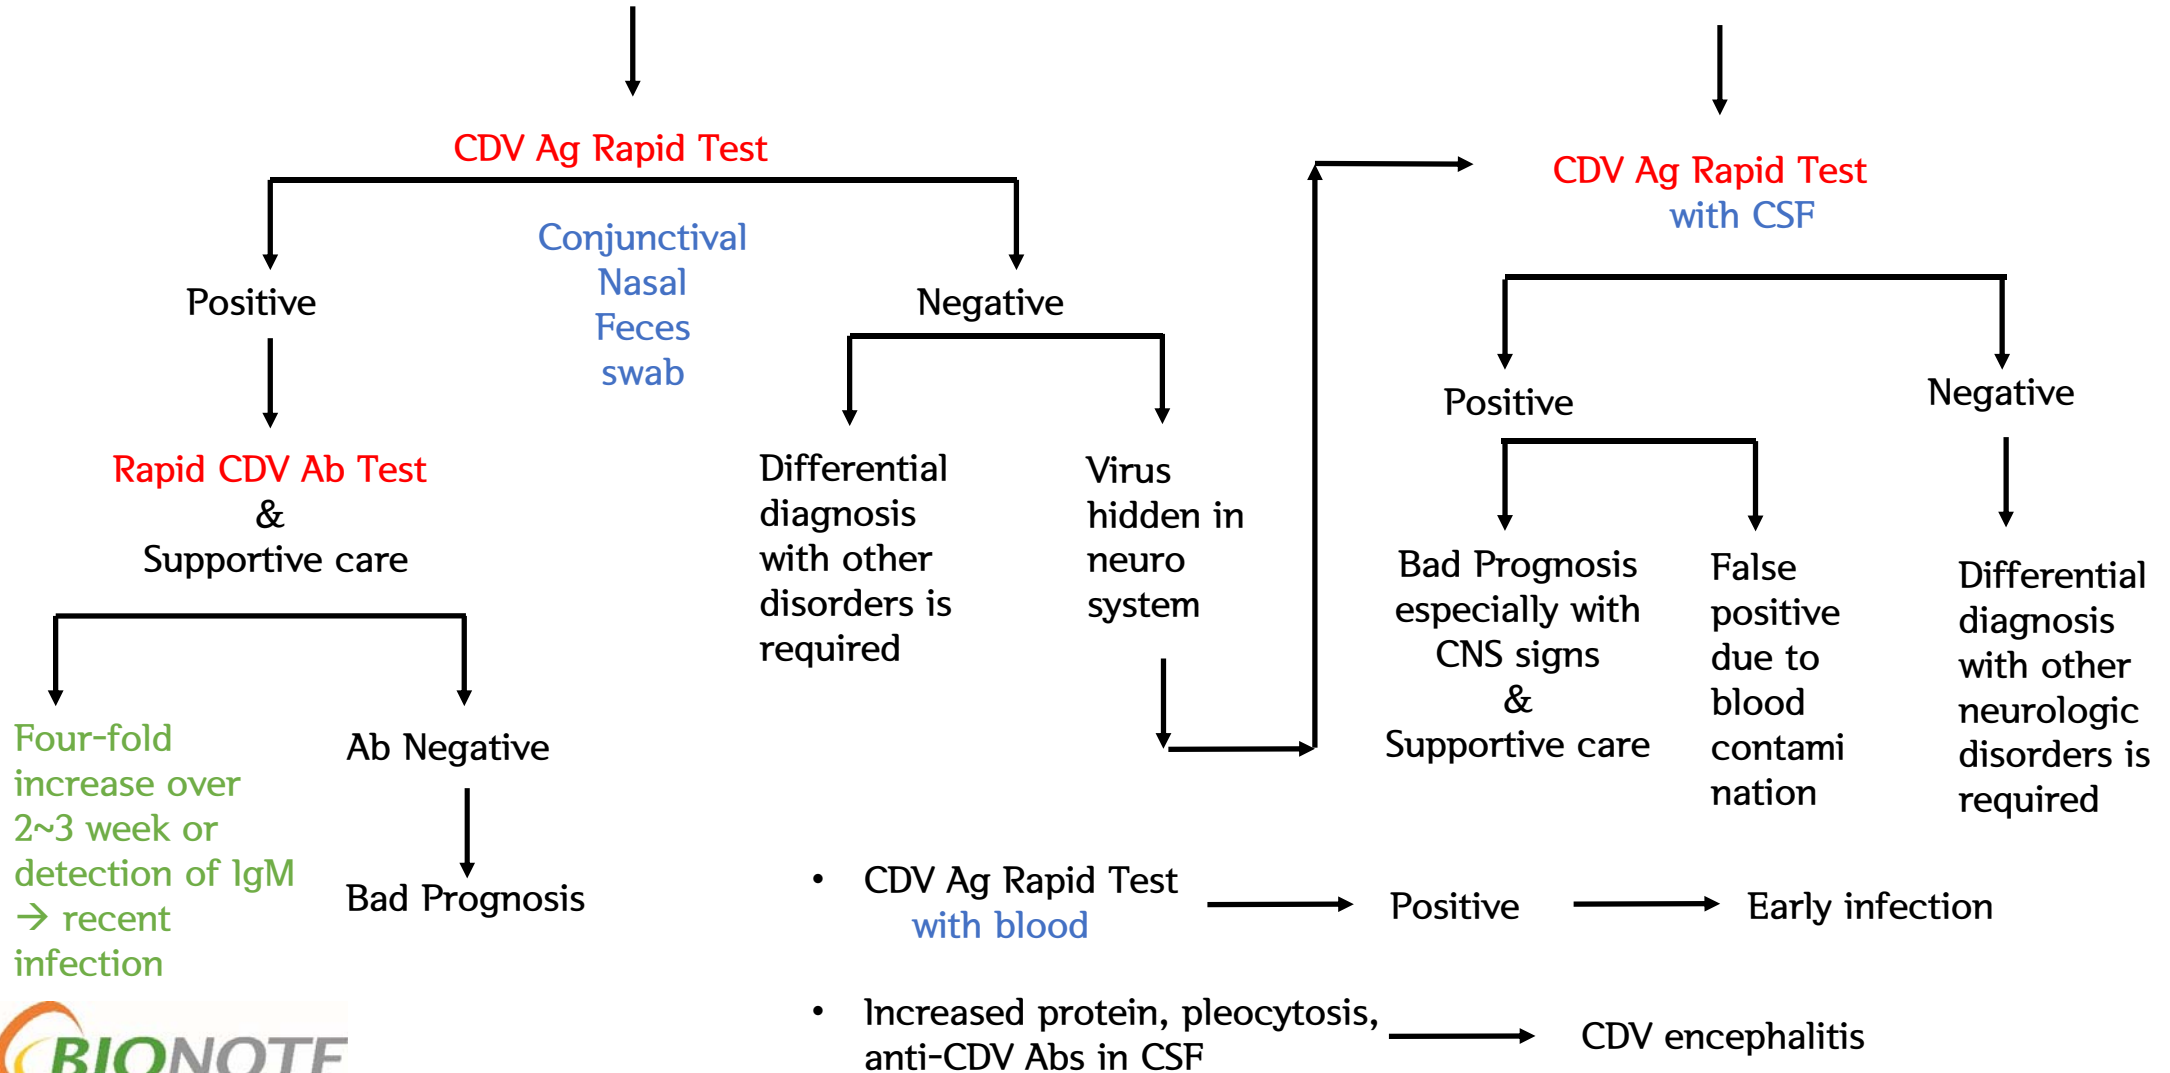 CDV Ag Rapid Test
Conjunctival
Nasal
Feces
swab
Positive
Negative
Rapid CDV Ab Test
&
Supportive care
Differential
diagnosis
with other
disorders is
required
Virus
hidden in
neuro
system
Four-fold
increase over
2~3 week or
detection of IgM
→ recent
infection
Ab Negative
Bad Prognosis
CDV Ag Rapid Test
with CSF
Positive
Negative
Bad Prognosis
especially with
CNS signs
&
Supportive care
False
positive
due to
blood
contami
nation
Differential
diagnosis
with other
neurologic
disorders is
required
• CDV Ag Rapid Test
with blood
Positive
Early infection
• Increased protein, pleocytosis,
anti-CDV Abs in CSF
CDV encephalitis
BIONOTE